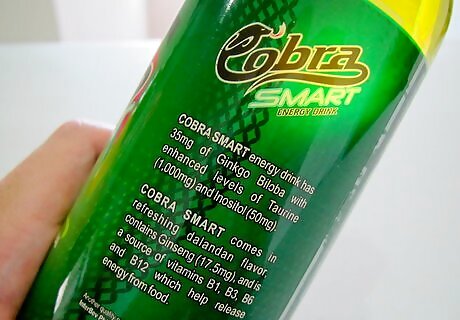 Cobra
SMART
ENERGY DRINK
COBRA SMART energy drink has
35mg of Ginkgo Biloba with
enhanced levels of Taurine
(1,000mg) and Inositol (50mg).
COBRA SMART comes in
refreshing dalandan flavor,
contains Ginseng (17.5mg), and is
a source of vitamins B1, B3, B6
and B12 which help release
energy from food.
Another quality